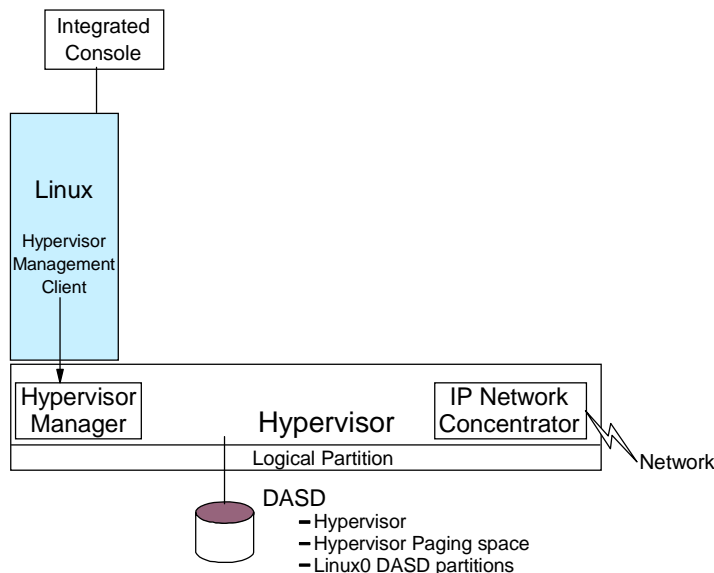 Integrated
Console
Linux
Hypervisor
Management
Client
Hypervisor
Manager
Hypervisor
IP Network
Concentrator
Logical Partition
Network
DASD
– Hypervisor
– Hypervisor Paging space
– Linux0 DASD partitions